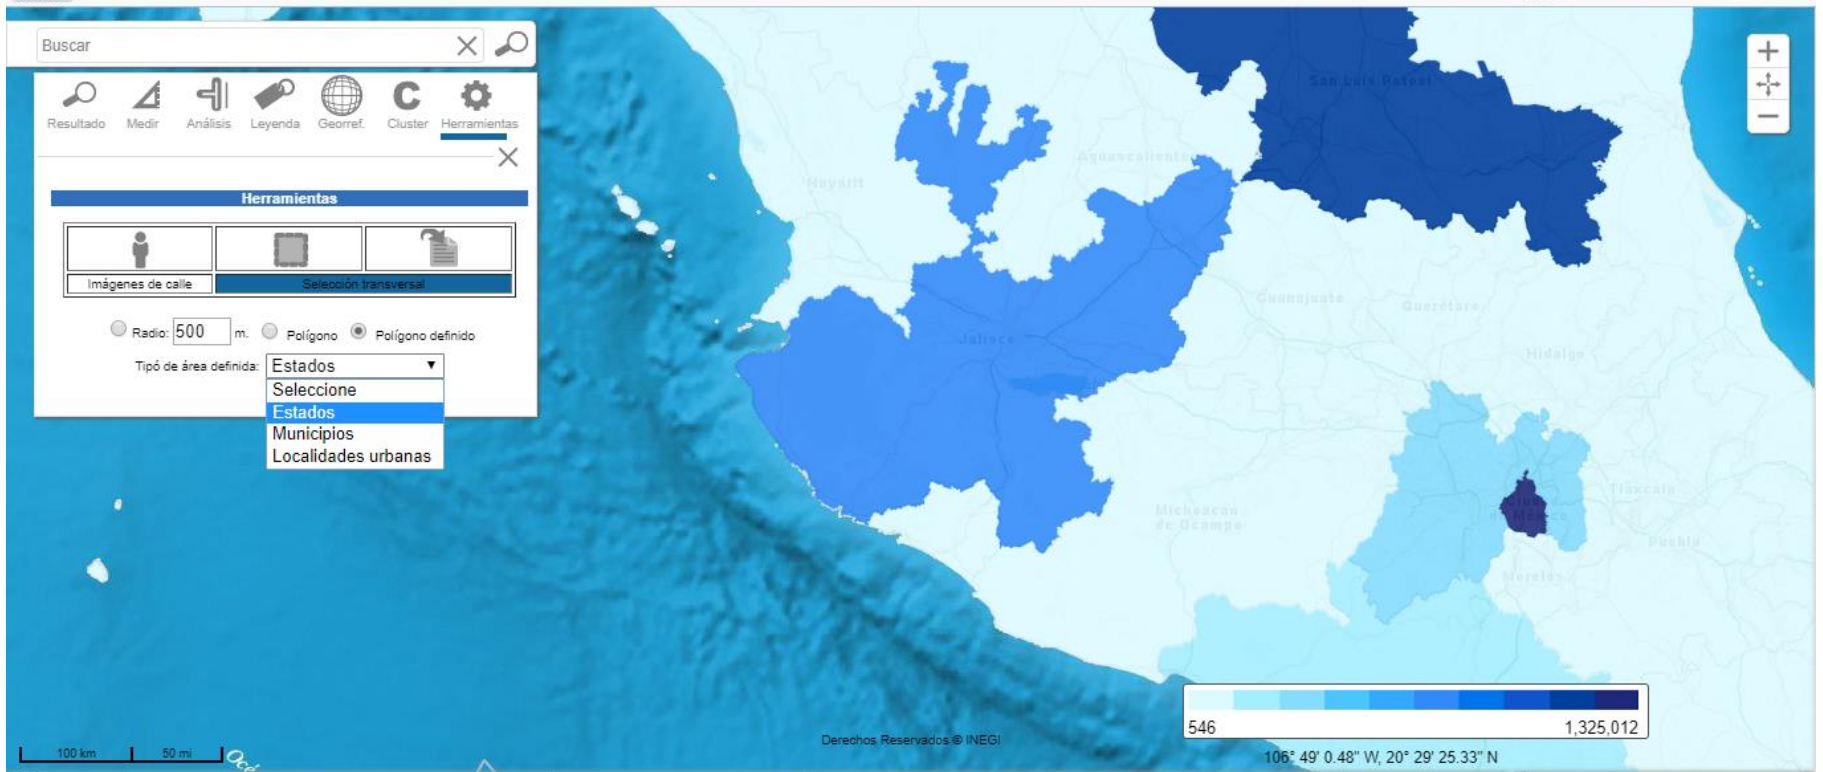 Buscar
Resultado Medir Análisis Leyenda Georref. Cluster Herramientas
Herramientas
Imágenes de calle Selección transversal
Radio: 500 m. Polígono Polígono definido
Tipó de área definida: Estados
Seleccione
Estados
Municipios
Localidades urbanas
San Luis Potosí
Aguascalientes
Nayarit
Guanajuato
Querétaro
Jalisco
Hidalgo
Tlaxcala
Michoacán
de Ocampo
Puebla
Morelos
546 1,325,012
Derechos Reservados © INEGI
100 km 50 mi
Océ
106° 49' 0.48" W, 20° 29' 25.33" N